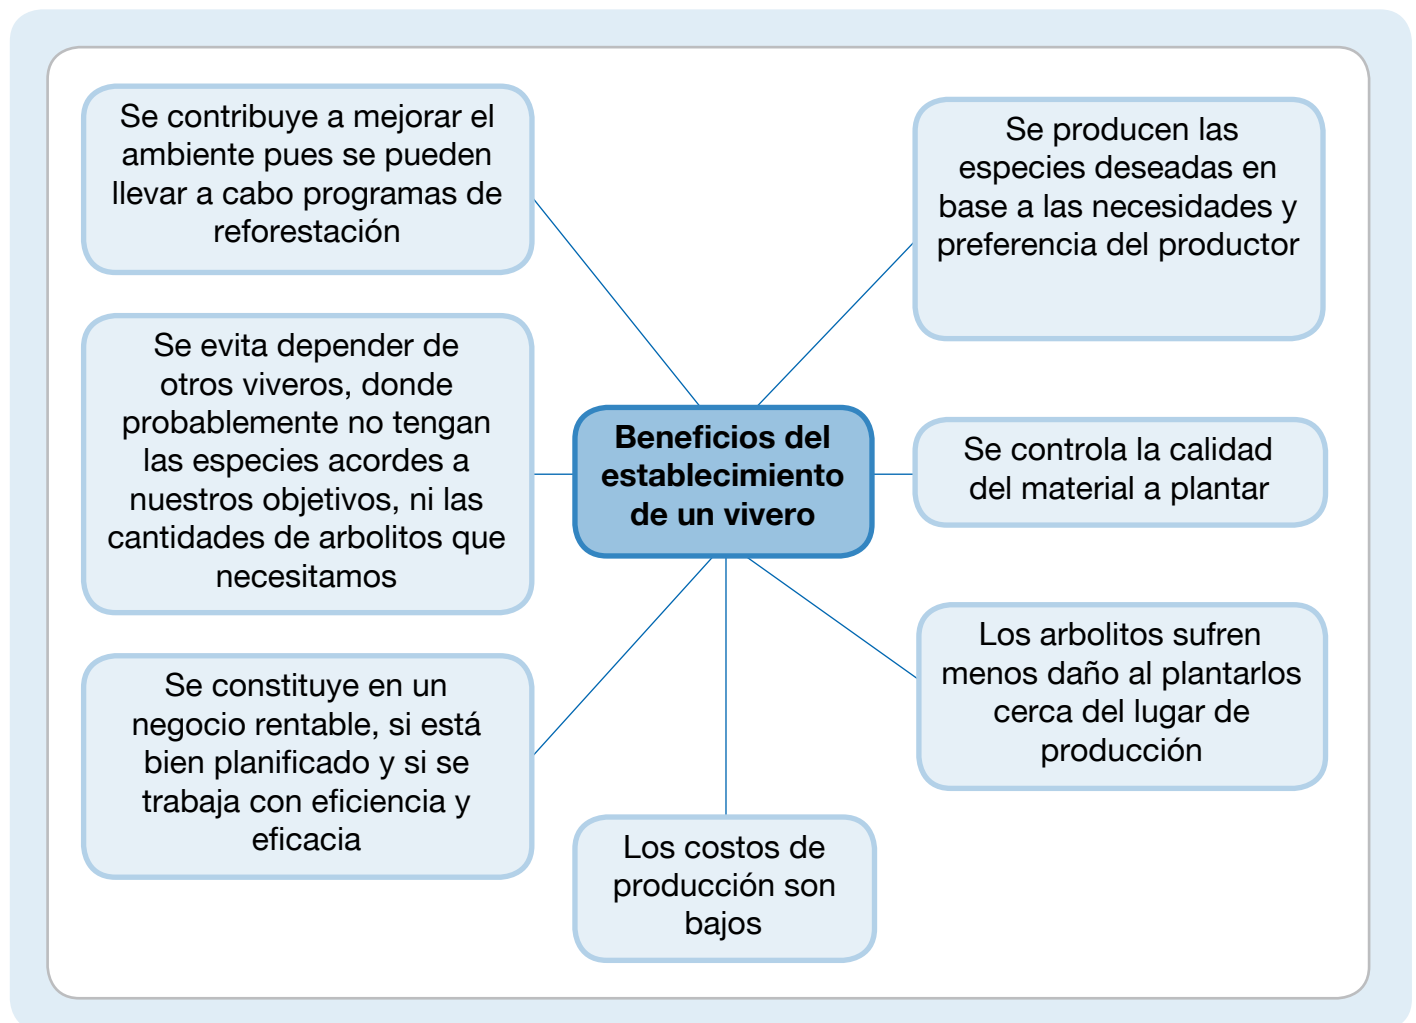 Se contribuye a mejorar el
ambiente pues se pueden
llevar a cabo programas de
reforestación
Se producen las
especies deseadas en
base a las necesidades y
preferencia del productor
Se evita depender de
otros viveros, donde
probablemente no tengan
las especies acordes a
nuestros objetivos, ni las
cantidades de arbolitos que
necesitamos
Beneficios del
establecimiento
de un vivero
Se controla la calidad
del material a plantar
Se constituye en un
negocio rentable, si está
bien planificado y si se
trabaja con eficiencia y
eficacia
Los arbolitos sufren
menos daño al plantarlos
cerca del lugar de
producción
Los costos de
producción son
bajos